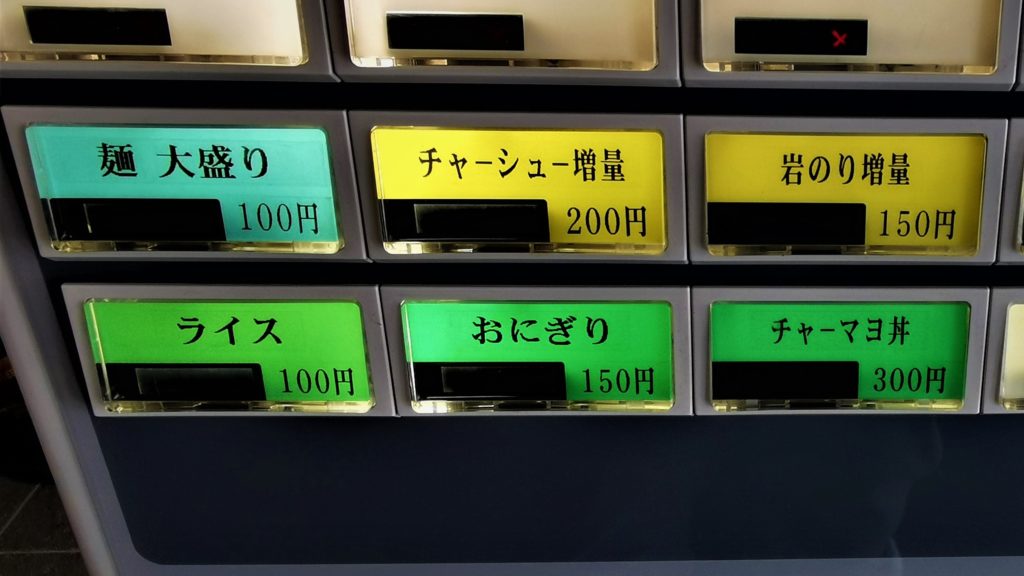 麺 大盛り
100円
チャーシュー増量
200円
岩のり増量
150円
ライス
100円
おにぎり
150円
チャーマヨ丼
300円